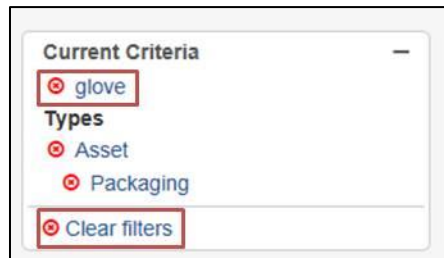 Current Criteria
glove
Types
Asset
Packaging
Clear filters